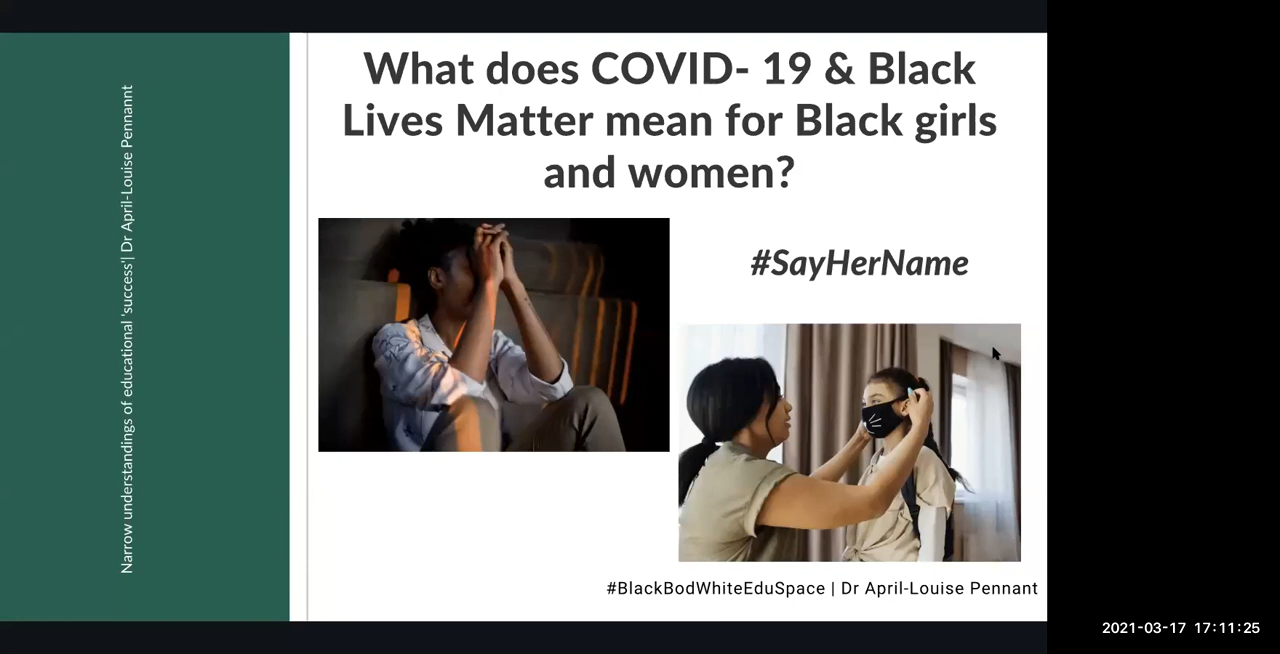 What does COVID- 19 & Black
Lives Matter mean for Black girls
and women?
#SayHerName
Narrow understandings of educational 'success'| Dr April-Louise Pennannt
#BlackBodWhiteEduSpace | Dr April-Louise Pennant
2021-03-17 17:11:25